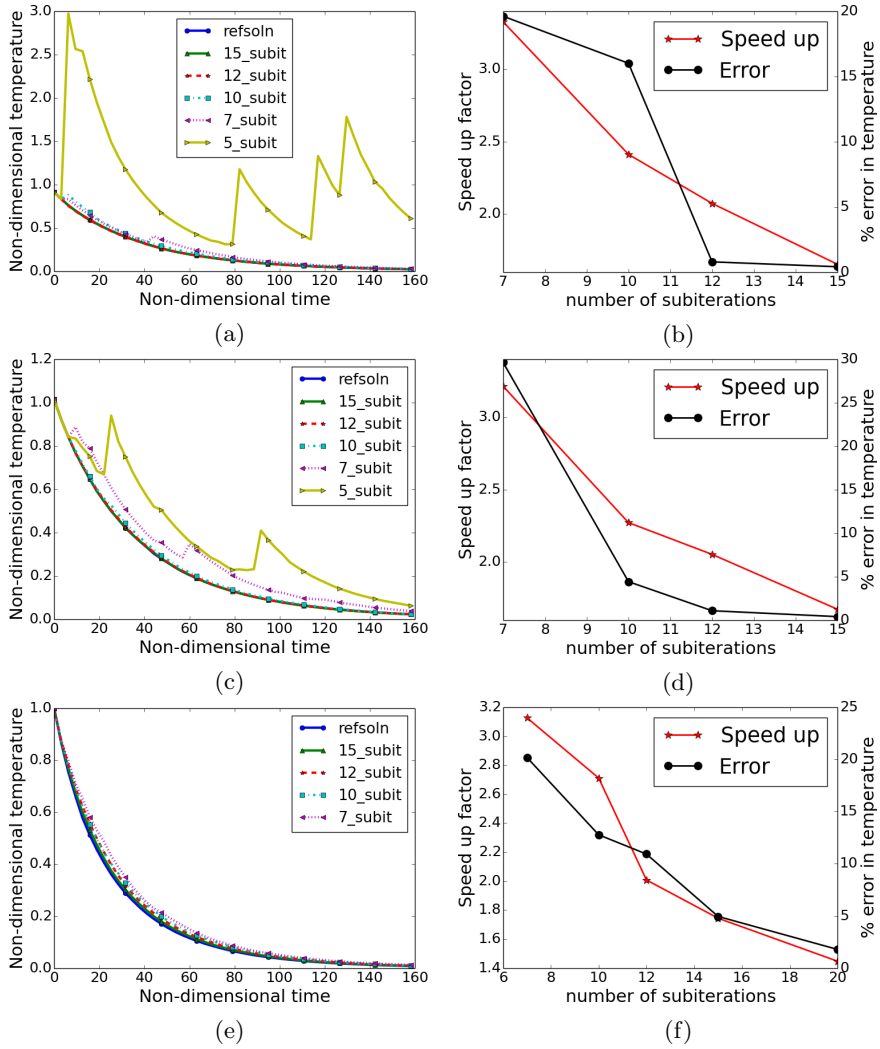 3.0
2.5
2.0
1.5
1.0
0.5
0.0
Non-dimensional temperature
0 20 40 60 80 100 120 140 160
Non-dimensional time
refsoln
15_subit
12_subit
10_subit
7_subit
5_subit
(a)
3.0
2.5
2.0
Speed up factor
7 8 9 10 11 12 13 14 15
number of subiterations
Speed up
Error
20
15
10
5
0
% error in temperature
(b)
1.2
1.0
0.8
0.6
0.4
0.2
0.0
Non-dimensional temperature
0 20 40 60 80 100 120 140 160
Non-dimensional time
refsoln
15_subit
12_subit
10_subit
7_subit
5_subit
(c)
3.0
2.5
2.0
Speed up factor
7 8 9 10 11 12 13 14 15
number of subiterations
Speed up
Error
30
25
20
15
10
5
0
% error in temperature
(d)
1.0
0.8
0.6
0.4
0.2
0.0
Non-dimensional temperature
0 20 40 60 80 100 120 140 160
Non-dimensional time
refsoln
15_subit
12_subit
10_subit
7_subit
(e)
3.2
3.0
2.8
2.6
2.4
2.2
2.0
1.8
1.6
1.4
Speed up factor
6 8 10 12 14 16 18 20
number of subiterations
Speed up
Error
25
20
15
10
5
0
% error in temperature
(f)